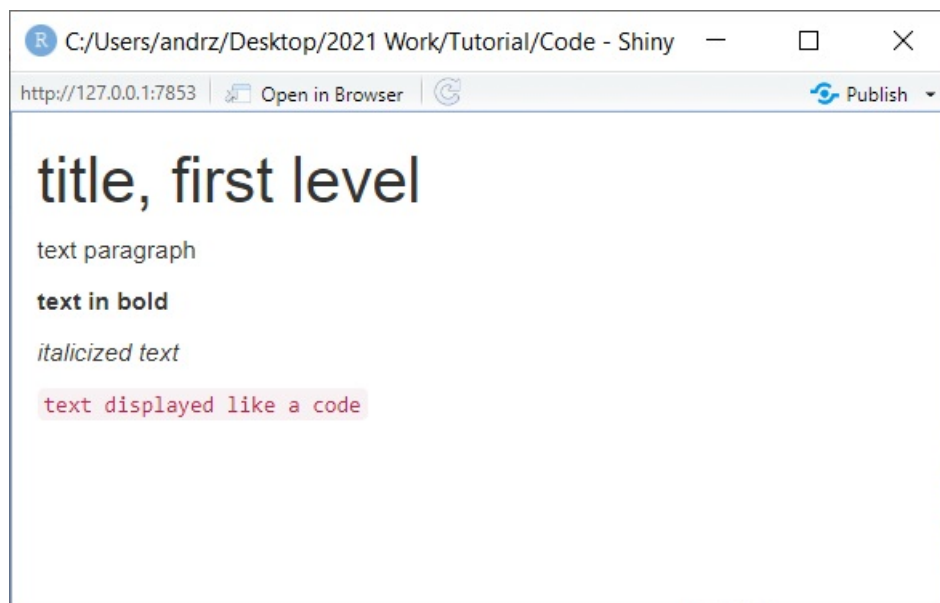 R C:/Users/andrz/Desktop/2021 Work/Tutorial/Code - Shiny
http://127.0.0.1:7853 Open in Browser Publish
title, first level
text paragraph
text in bold
italicized text
text displayed like a code